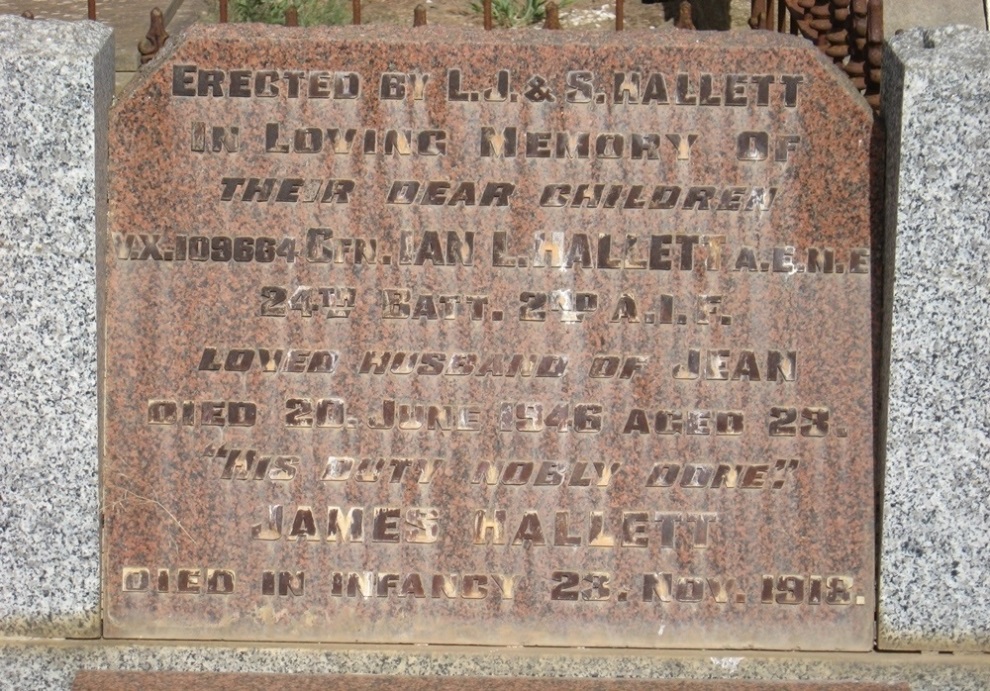 ERECTED BY L.J. & S. HALLETT
IN LOVING MEMORY OF
THEIR DEAR CHILDREN
V.X.109664 GFN. IAN L. HALLETT A.E.M.E
24TH BATT. 2ND A.I.F.
LOVED HUSBAND OF JEAN
DIED 20. JUNE 1946 AGED 28.
"HIS DUTY NOBLY DONE."
JAMES HALLETT
DIED IN INFANCY 23. NOV. 1918.